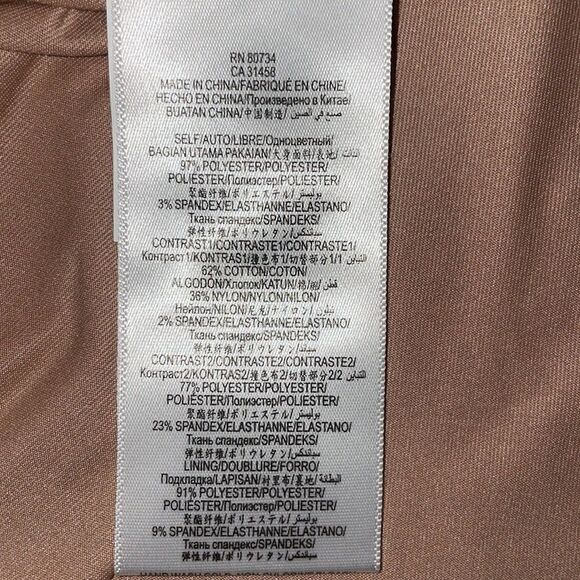 RN 80734
CA 31458
MADE IN CHINA/FABRIQUÉ EN CHINE/
HECHO EN CHINA/Произведено в Китае/
BUATAN CHINA/中国制造/ صنع في الصين
SELF/AUTO/LIBRE/Одноцветный/
BAGIAN UTAMA PAKAIAN/大身面料/表地/
97% POLYESTER/POLYESTER/
POLIÉSTER/Полиэстер/POLIESTER/
聚酯纤维/ポリエステル/ بوليستر
3% SPANDEX/ELASTHANNE/ELASTANO/
Ткань спандекс/SPANDEKS/
弹性纤维/ポリウレタン/ سباندكس
CONTRAST1/CONTRASTE1/CONTRASTE1/
Контраст1/KONTRAS1/撞色布1/切替部分1/ التباين 1
62% COTTON/COTON/
ALGODÓN/Хлопок/KATUN/棉/綿/ قطن
36% NYLON/NYLON/NILON/
Нейлон/NILON/尼龙/ナイロン/ نيلون
2% SPANDEX/ELASTHANNE/ELASTANO/
Ткань спандекс/SPANDEKS/
弹性纤维/ポリウレタン/
CONTRAST2/CONTRASTE2/CONTRASTE2/
Контраст2/KONTRAS2/撞色布2/切替部分2/ التباين 2
77% POLYESTER/POLYESTER/
POLIÉSTER/Полиэстер/POLIESTER/
聚酯纤维/ポリエステル/ بوليستر
23% SPANDEX/ELASTHANNE/ELASTANO/
Ткань спандекс/SPANDEKS/
弹性纤维/ポリウレタン/ سباندكس
LINING/DOUBLURE/FORRO/
Подкладка/LAPISAN/衬里布/裏地/ البطانة
91% POLYESTER/POLYESTER/
POLIÉSTER/Полиэстер/POLIESTER/
聚酯纤维/ポリエステル/ بوليستر
9% SPANDEX/ELASTHANNE/ELASTANO/
Ткань спандекс/SPANDEKS/
弹性纤维/ポリウレタン/ سباندكس